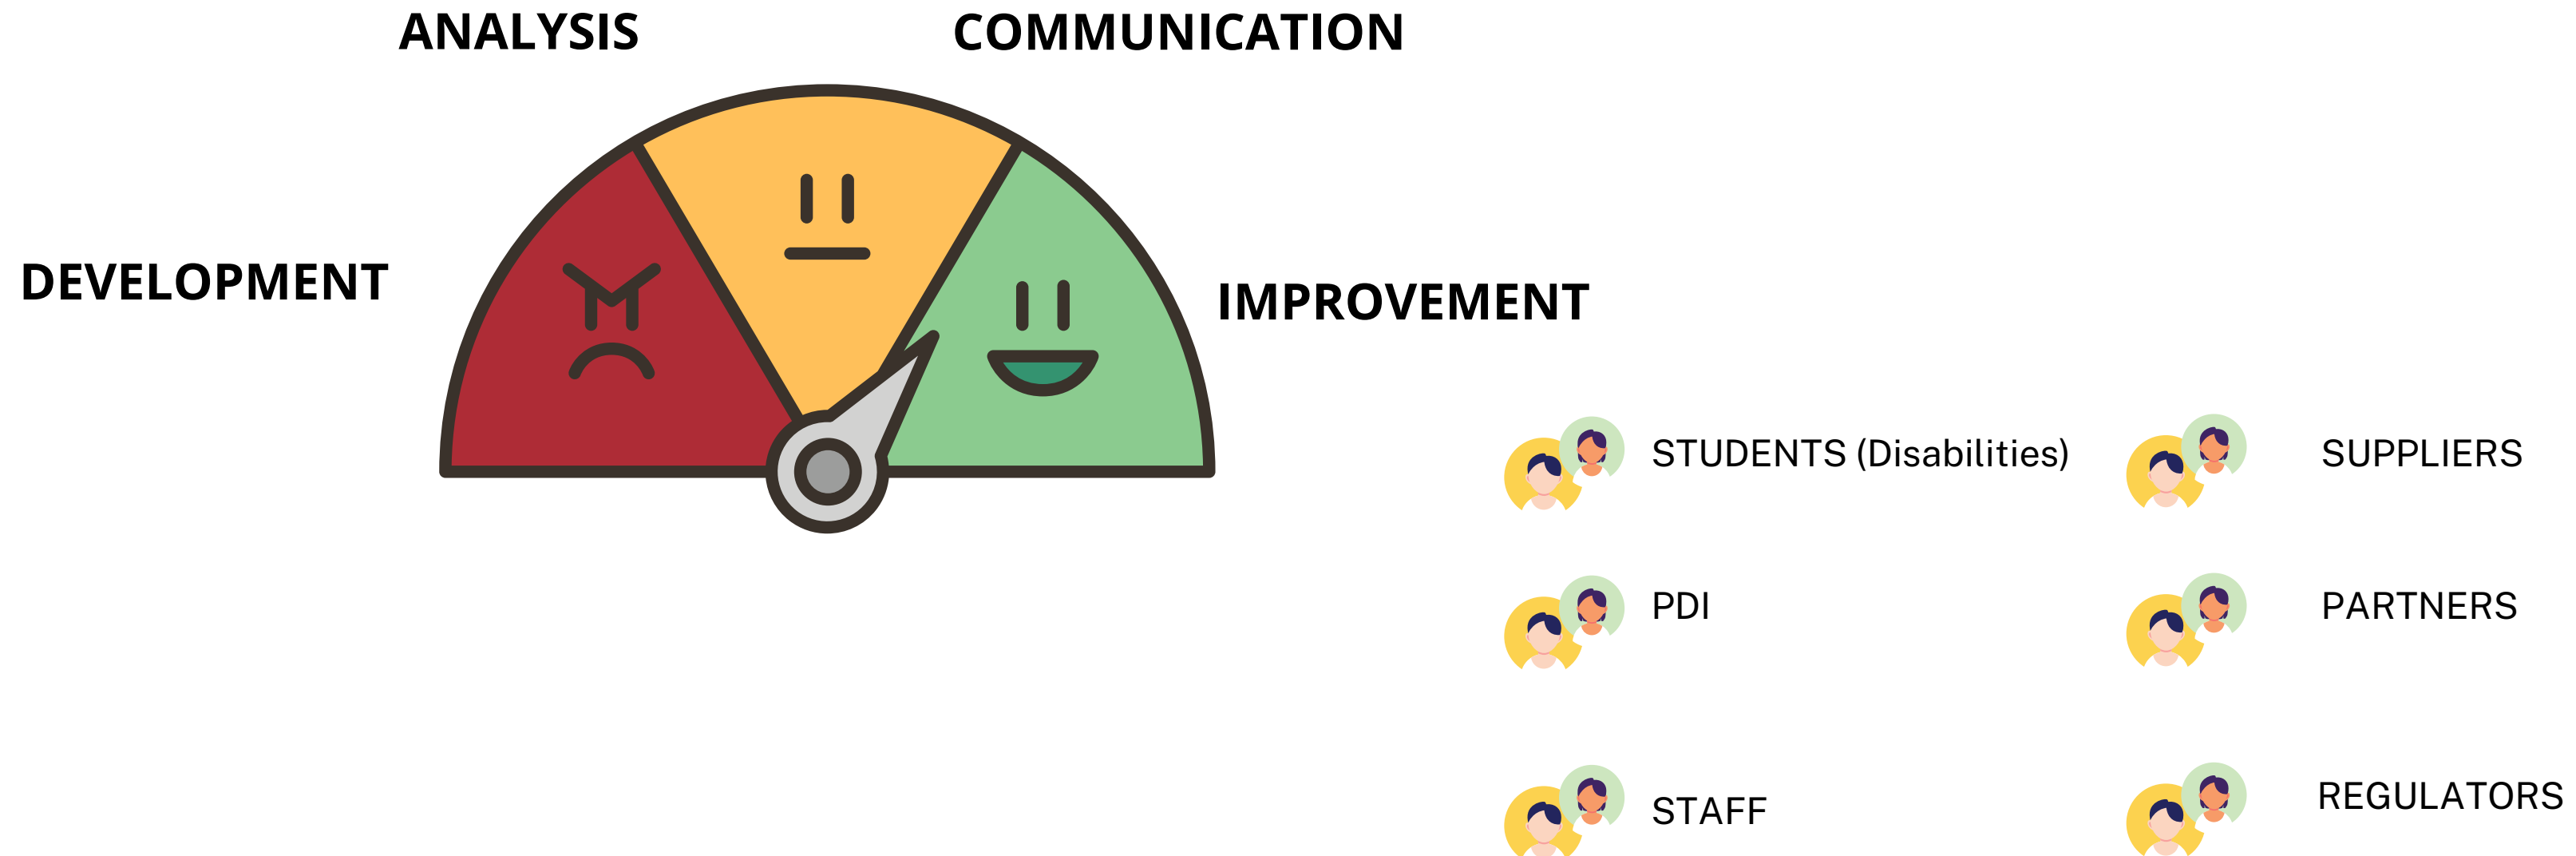 ANALYSIS
COMMUNICATION
DEVELOPMENT
IMPROVEMENT
STUDENTS (Disabilities)
SUPPLIERS
PDI
PARTNERS
STAFF
REGULATORS